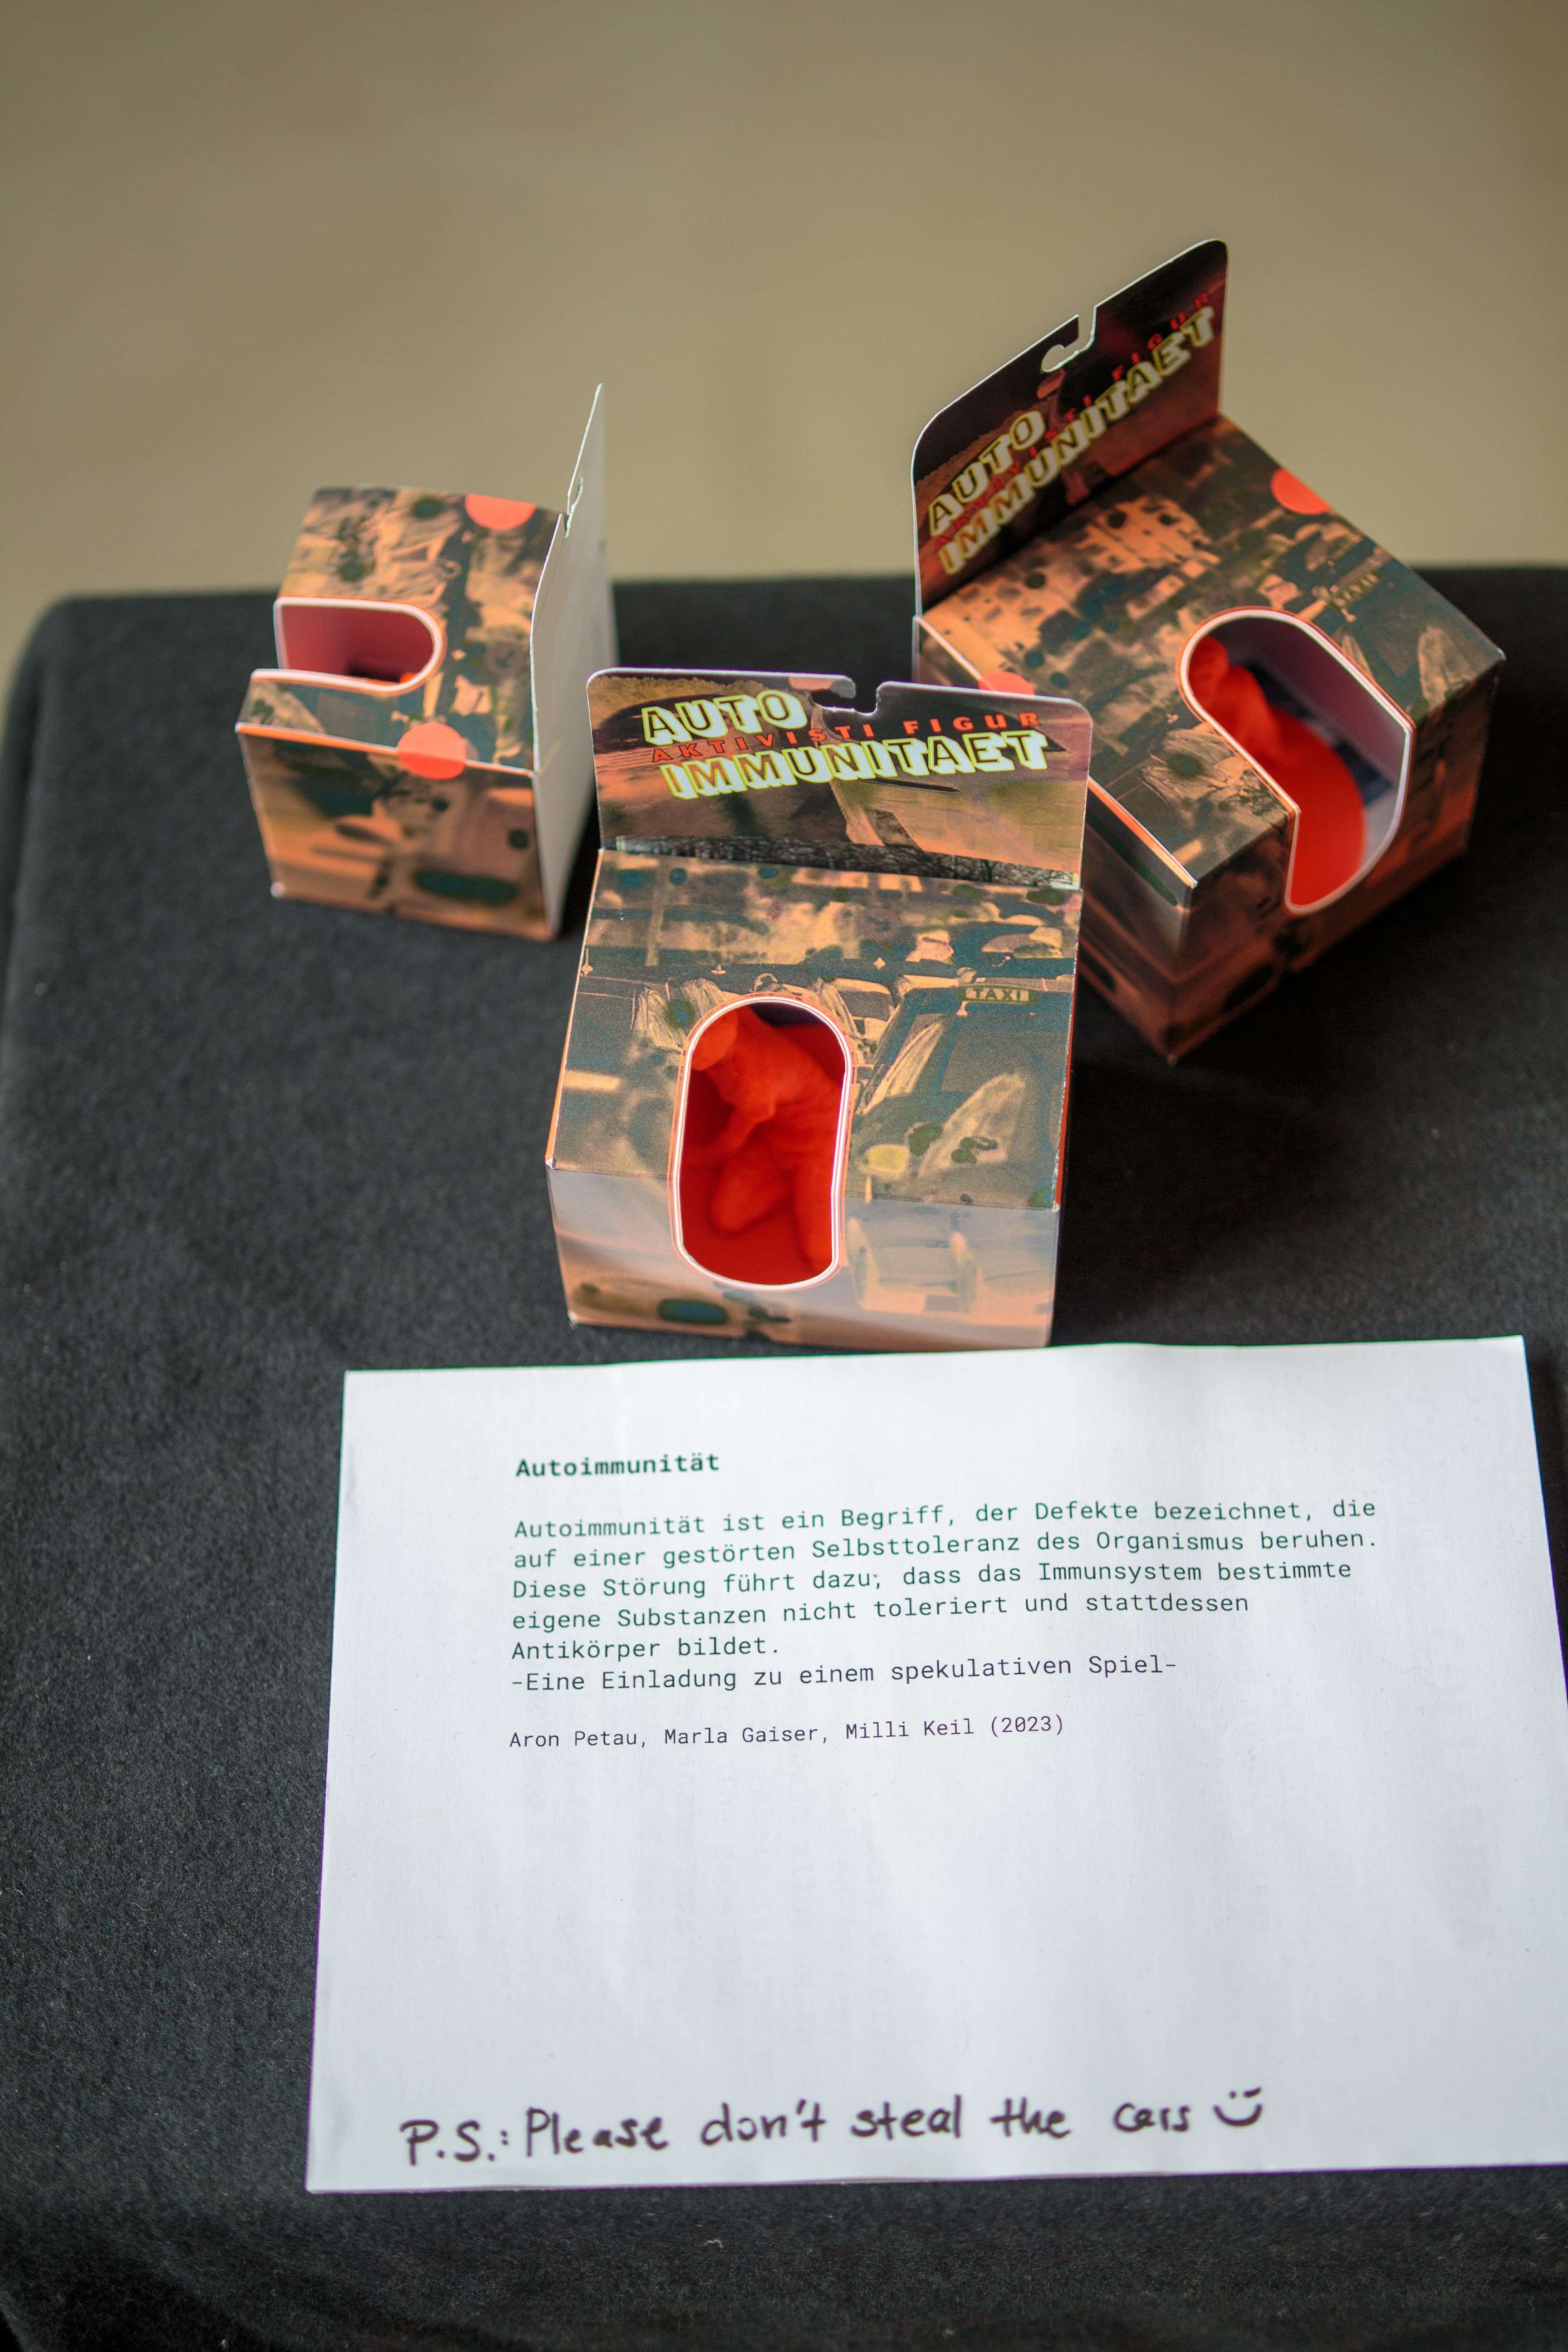 AUTO
AKTIVISTI FIGUR
IMMUNITAET
TAXI
AUTO
AKTIVISTI FIGUR
IMMUNITAET
TAXI
Autoimmunität
Autoimmunität ist ein Begriff, der Defekte bezeichnet, die
auf einer gestörten Selbsttoleranz des Organismus beruhen.
Diese Störung führt dazu, dass das Immunsystem bestimmte
eigene Substanzen nicht toleriert und stattdessen
Antikörper bildet.
-Eine Einladung zu einem spekulativen Spiel-
Aron Petau, Marla Gaiser, Milli Keil (2023)
P.S.: Please don't steal the cars